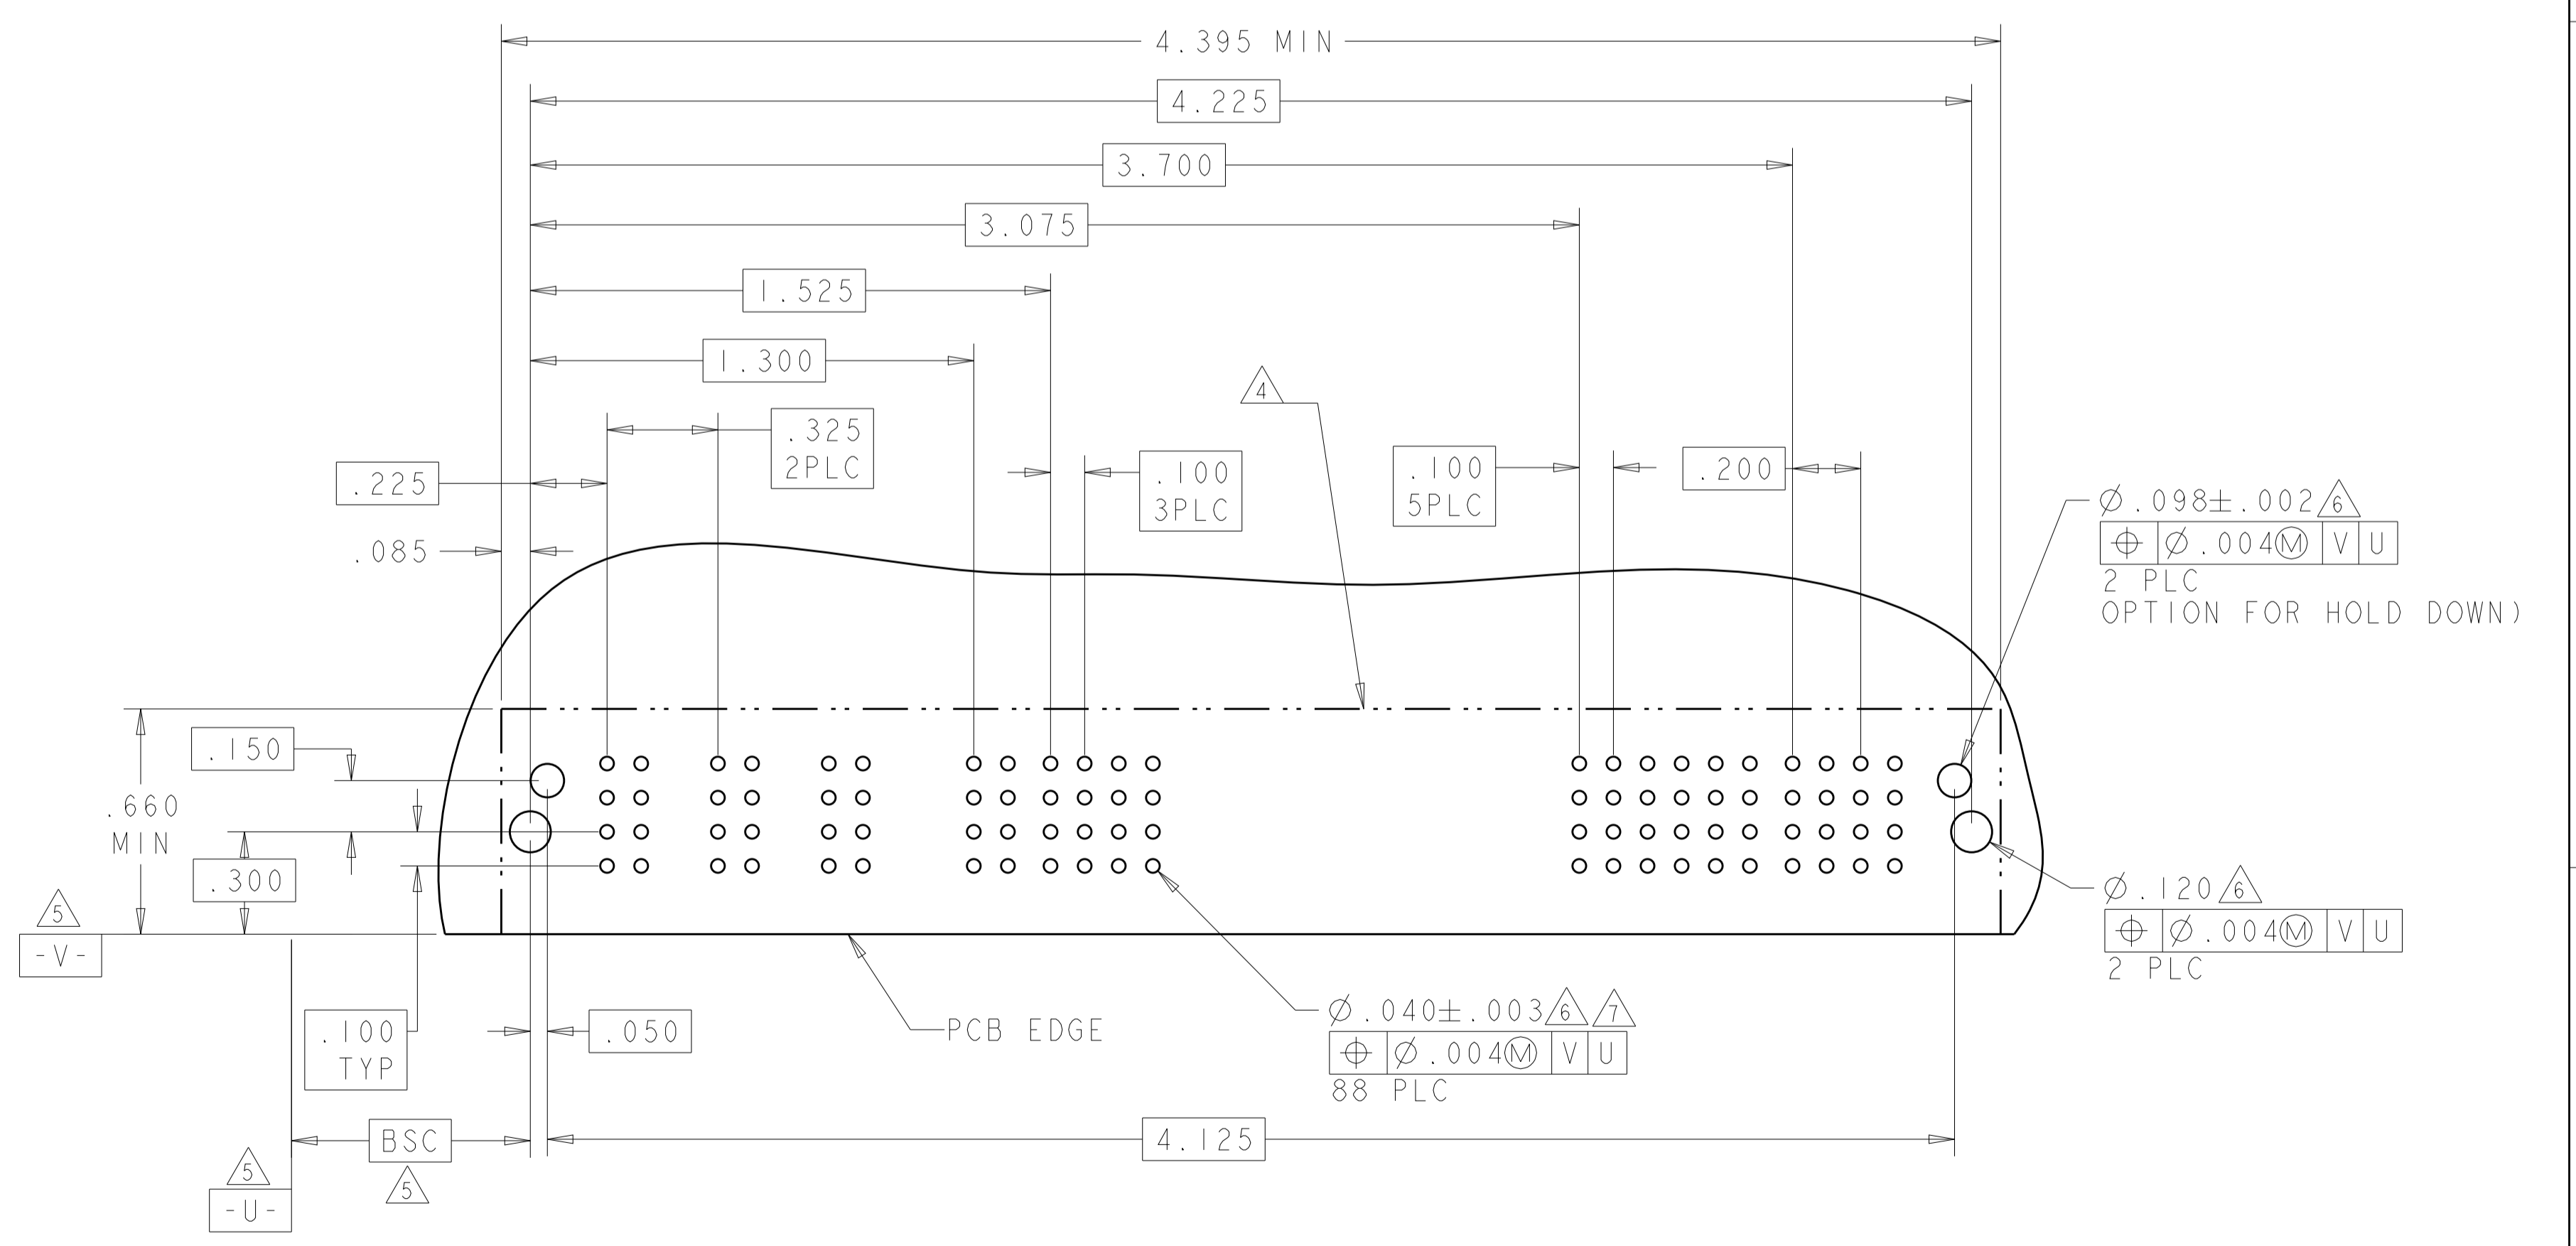 4.395 MIN
4.225
3.700
3.075
1.525
1.300
4
.325
2PLC
.225
.100
3PLC
.100
5PLC
.200
.085
Ø.098±.002 6
⌖ Ø.004Ⓜ V U
2 PLC
OPTION FOR HOLD DOWN)
.150
.660
MIN
.300
5
-V-
Ø.120 6
⌖ Ø.004Ⓜ V U
2 PLC
.100
TYP
.050
PCB EDGE
Ø.040±.003 6 7
⌖ Ø.004Ⓜ V U
88 PLC
BSC
5
4.125
5
-U-